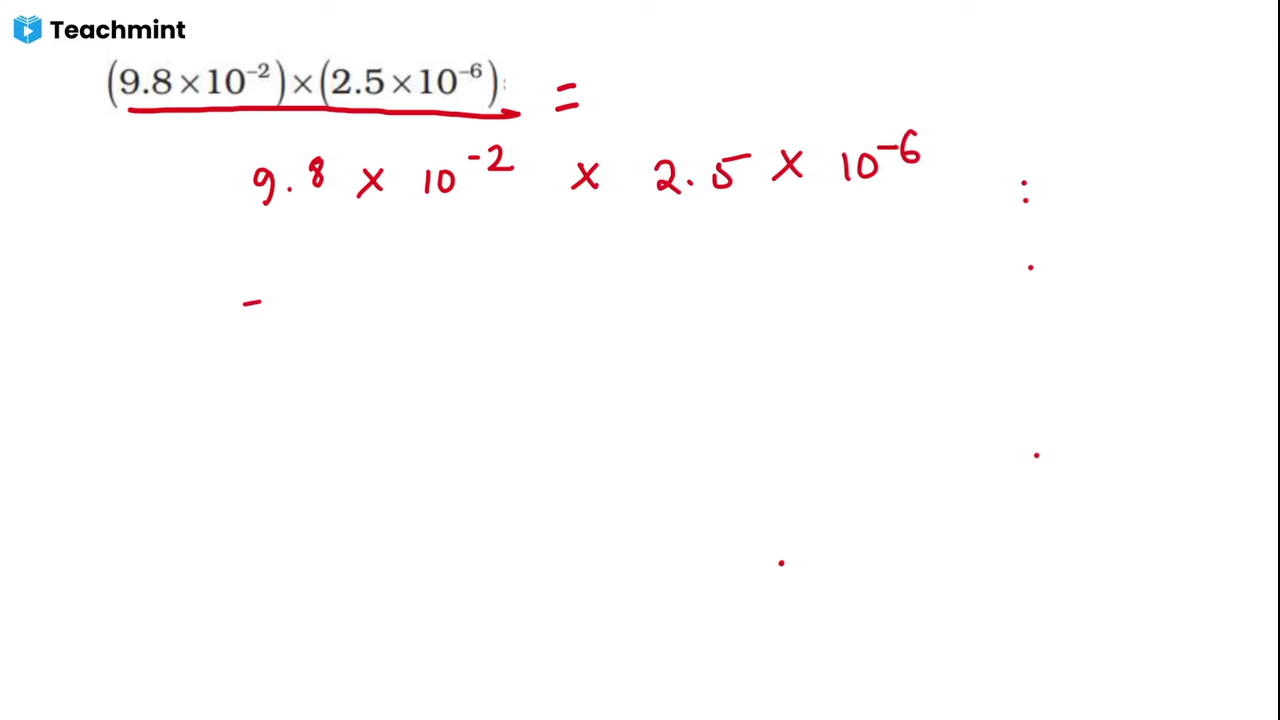 Teachmint
(9.8×10⁻²)×(2.5×10⁻⁶) =
9.8 × 10⁻² × 2.5 × 10⁻⁶